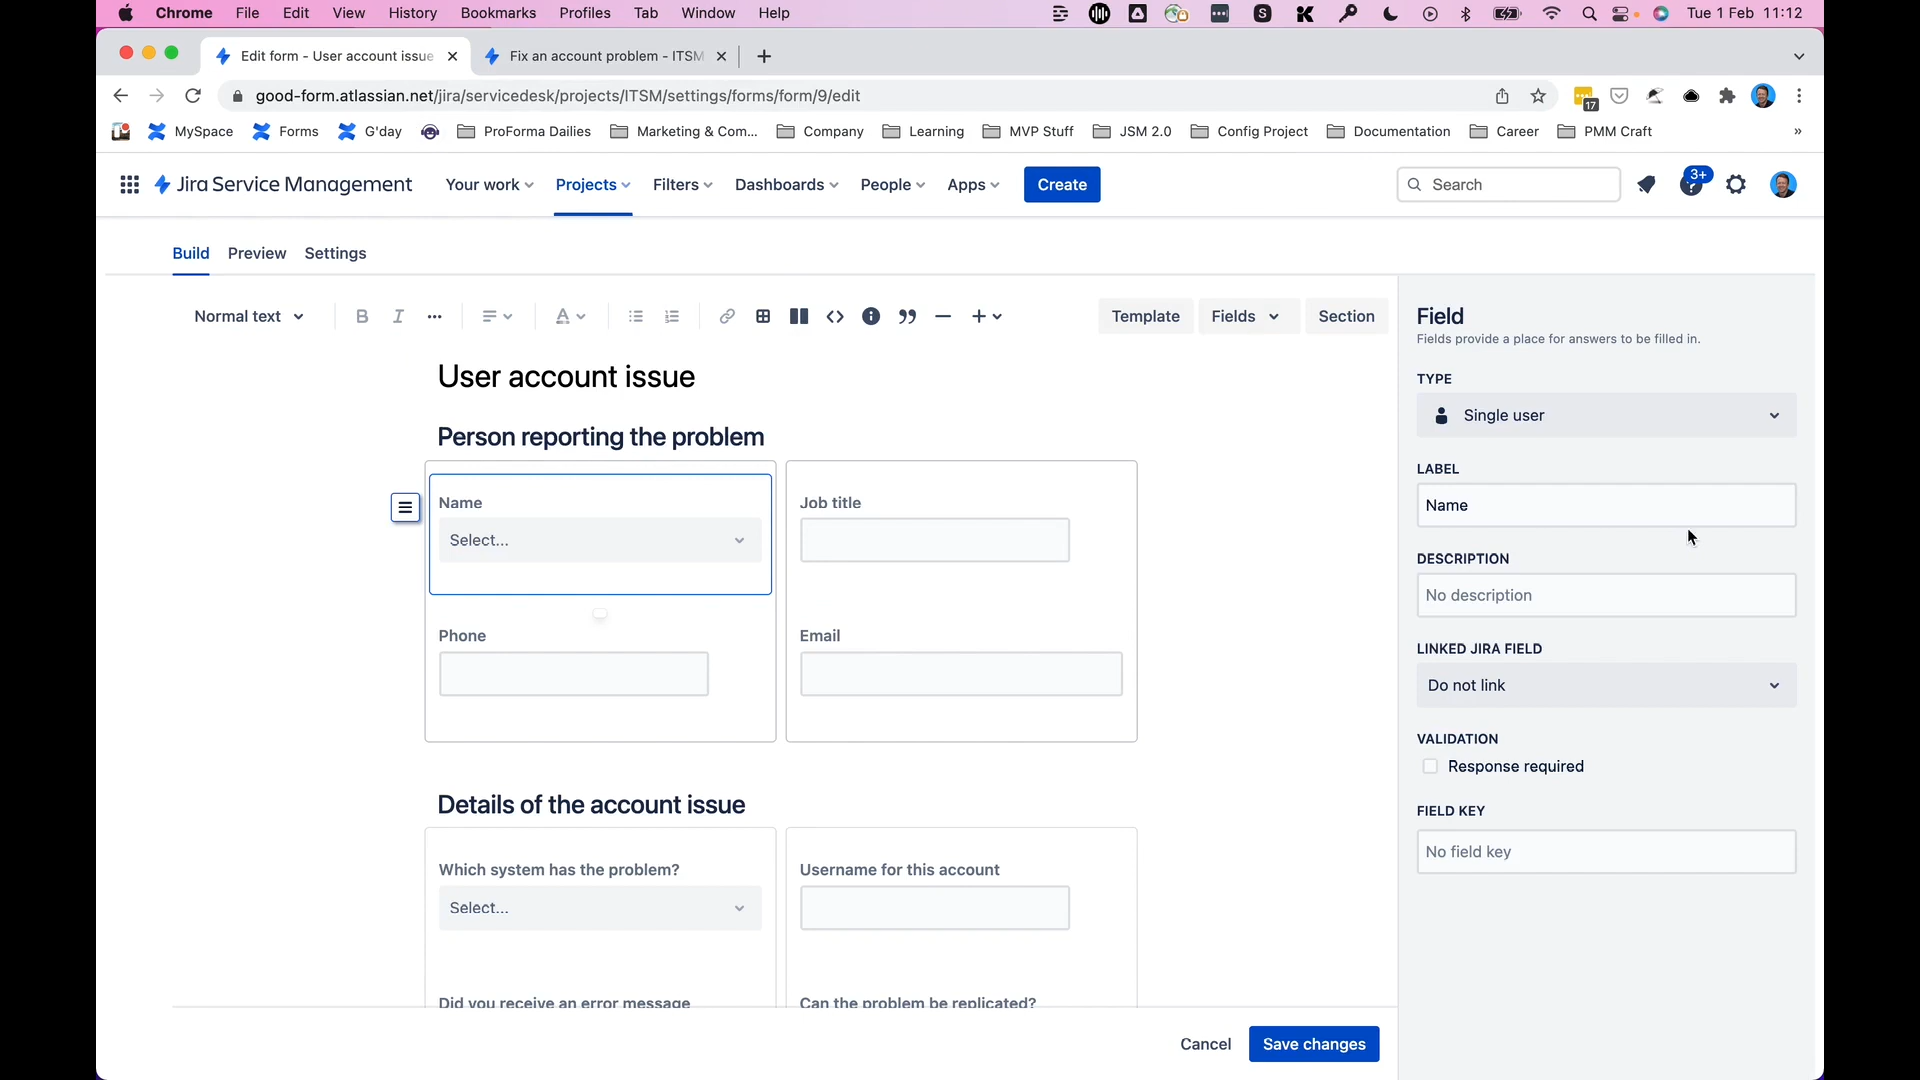 Chrome File Edit View History Bookmarks Profiles Tab Window Help Tue 1 Feb 11:12
Edit form - User account issue Fix an account problem - ITSM
good-form.atlassian.net/jira/servicedesk/projects/ITSM/settings/forms/form/9/edit 17
MySpace Forms G'day ProForma Dailies Marketing & Com... Company Learning MVP Stuff JSM 2.0 Config Project Documentation Career PMM Craft »
Jira Service Management Your work Projects Filters Dashboards People Apps Create Search 3+
Build Preview Settings
Normal text B I ... A Template Fields Section
User account issue
Person reporting the problem
Name
Select...
Job title
Phone
Email
Details of the account issue
Which system has the problem?
Select...
Username for this account
Did you receive an error message
Can the problem be replicated?
Cancel Save changes
Field
Fields provide a place for answers to be filled in.
TYPE
Single user
LABEL
Name
DESCRIPTION
No description
LINKED JIRA FIELD
Do not link
VALIDATION
Response required
FIELD KEY
No field key